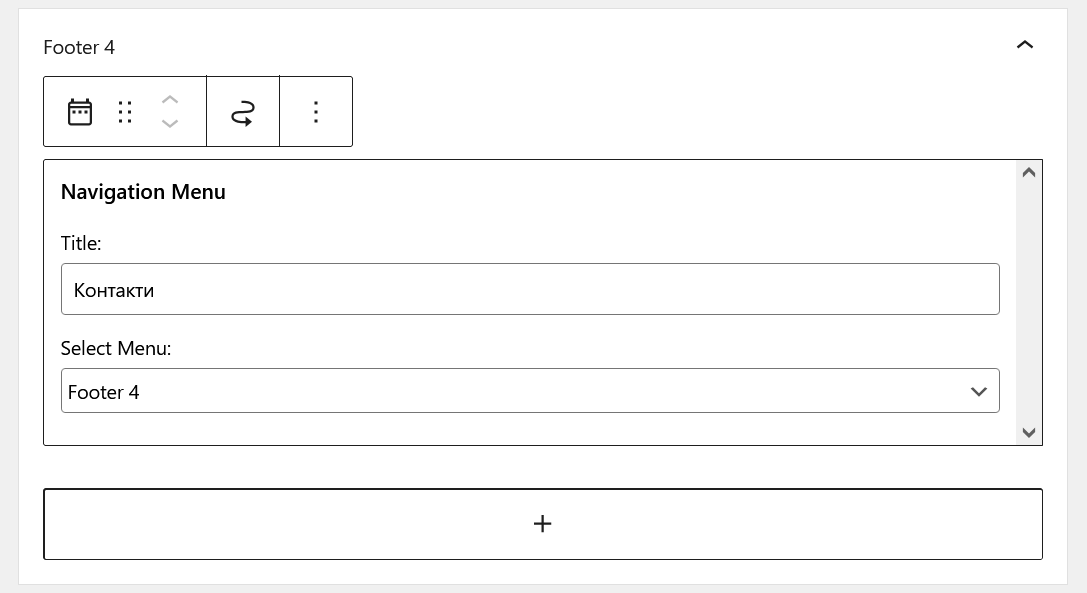 Footer 4
Navigation Menu
Title:
Контакти
Select Menu:
Footer 4